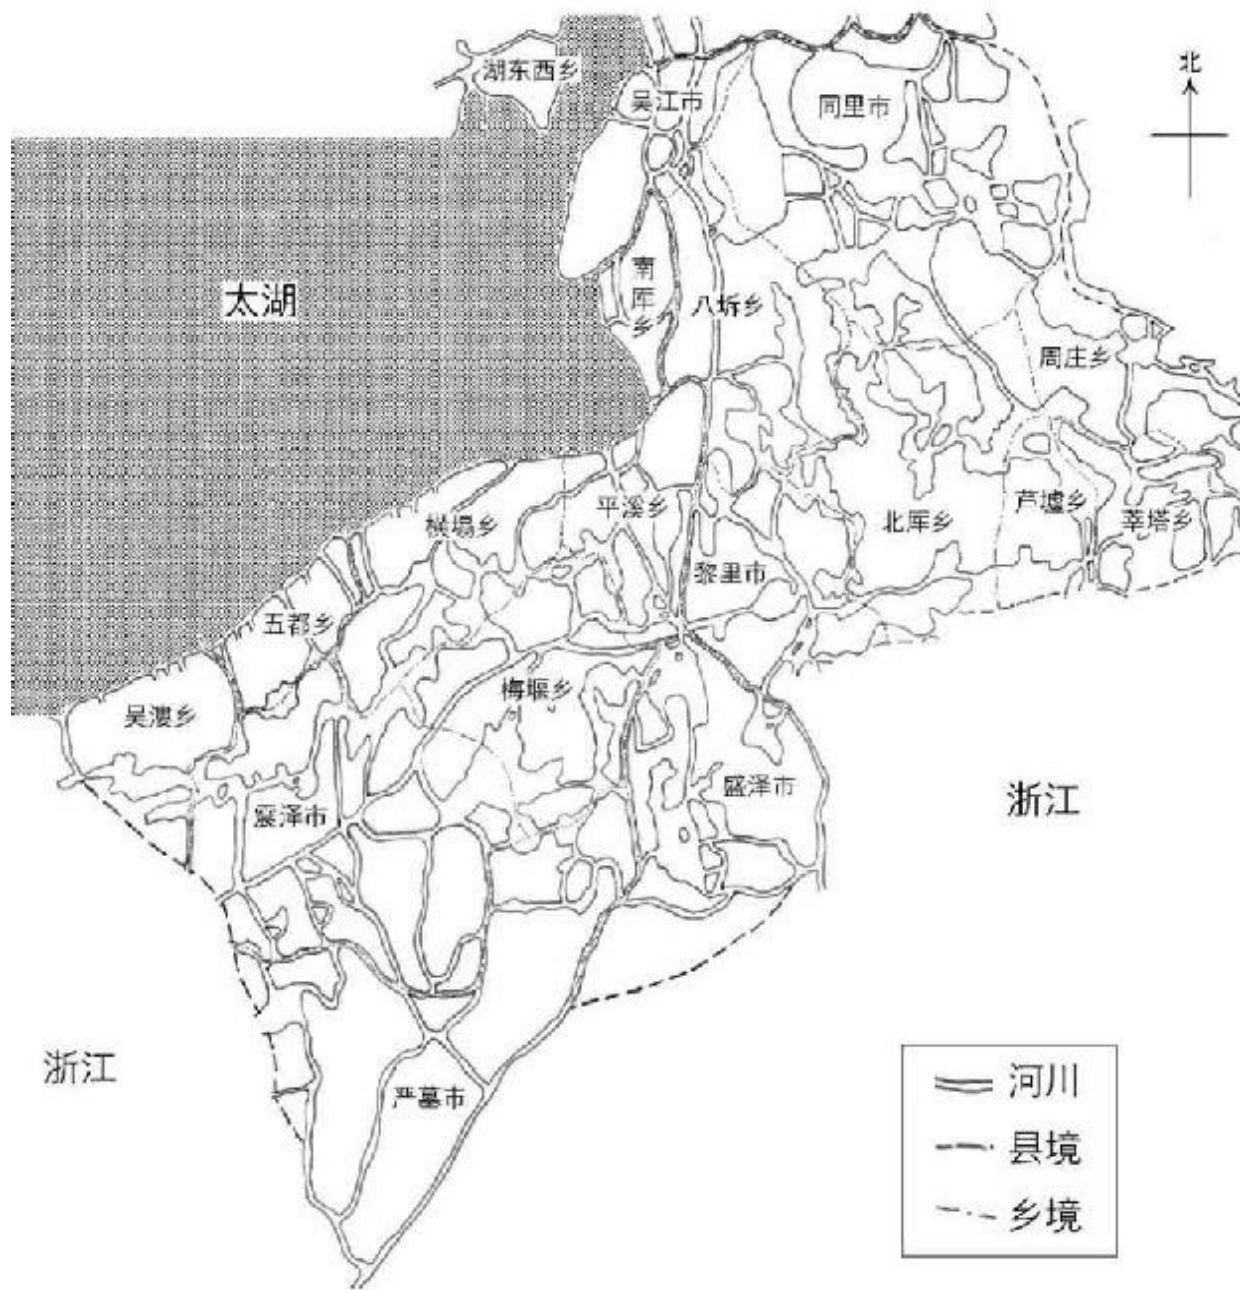 湖东西乡
北
吴江市
同里市
太湖
南厍乡
八坼乡
周庄乡
横塌乡
平溪乡
北厍乡
芦墟乡
莘塔乡
黎里市
五都乡
梅堰乡
吴溇乡
盛泽市
震泽市
浙江
浙江
严墓市
河川
县境
乡境